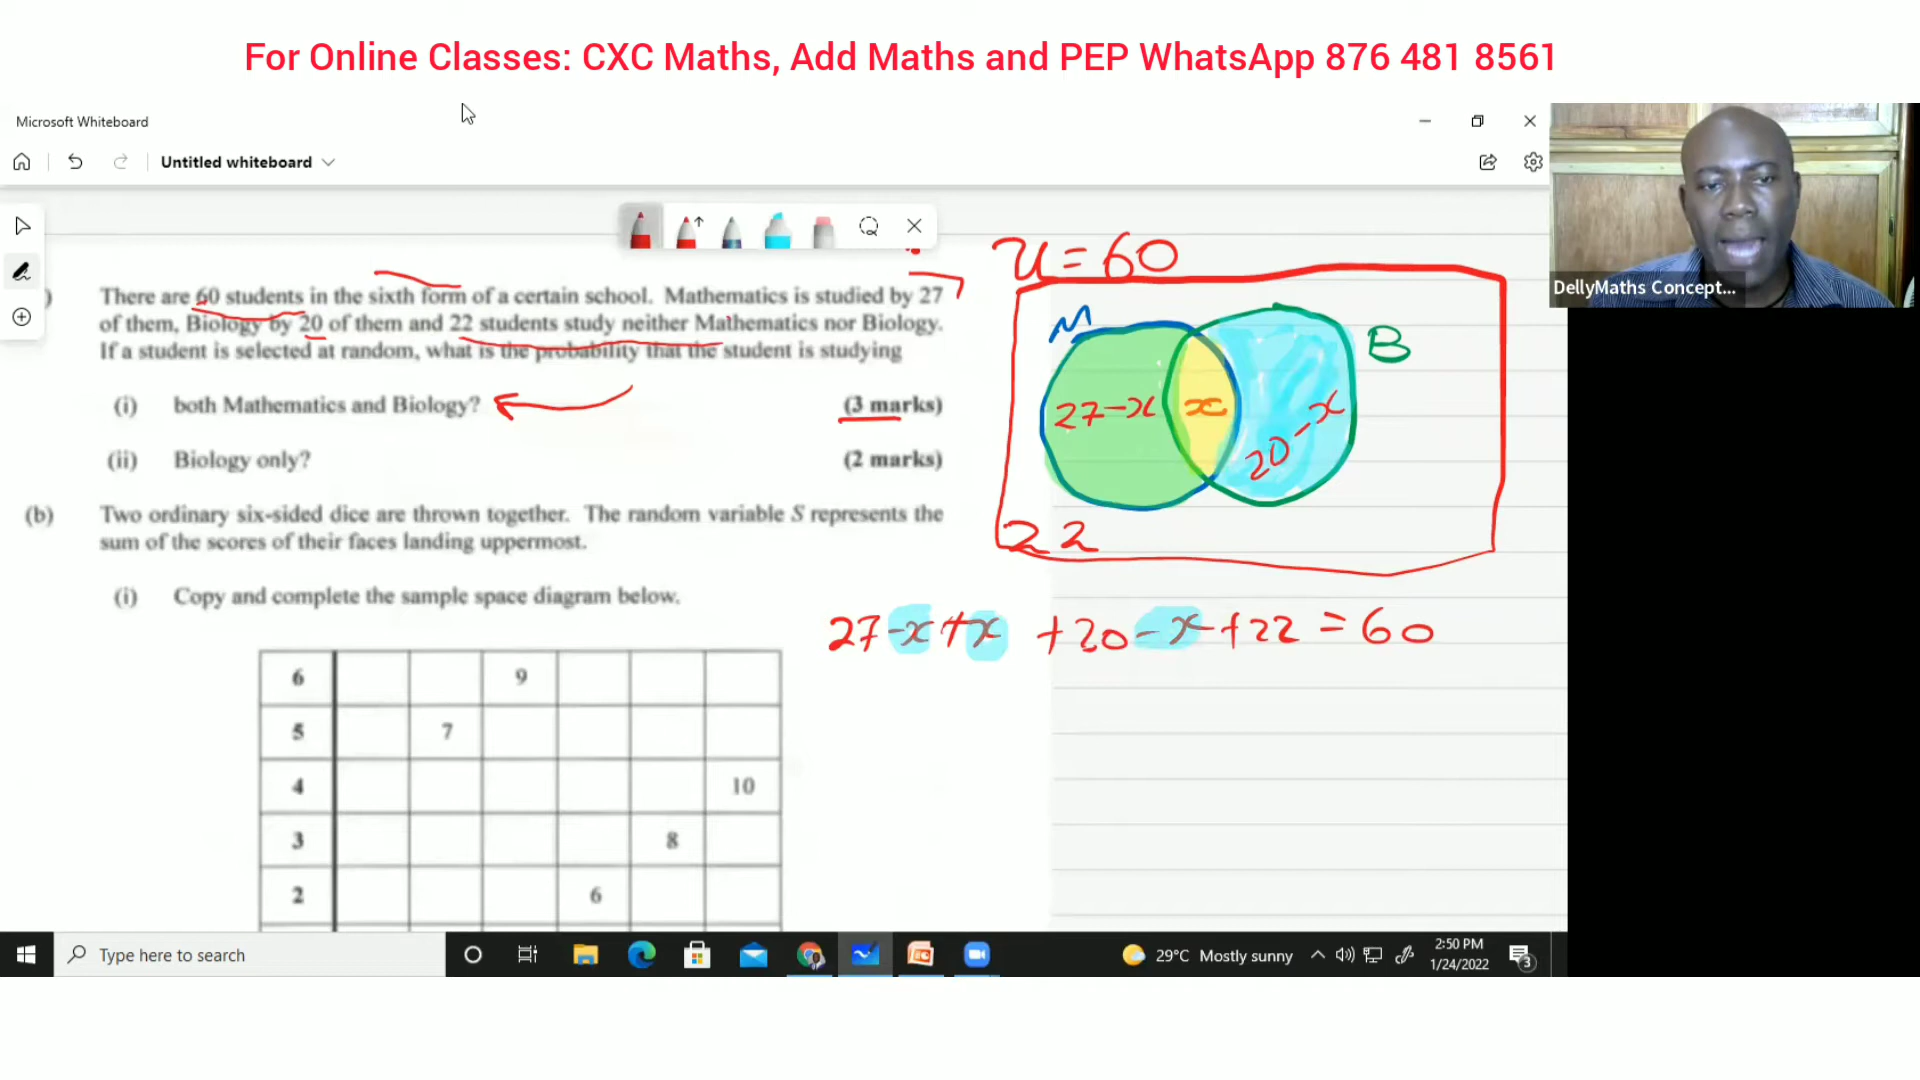 For Online Classes: CXC Maths, Add Maths and PEP WhatsApp 876 481 8561
Microsoft Whiteboard
Untitled whiteboard
DellyMaths Concept...
) There are 60 students in the sixth form of a certain school. Mathematics is studied by 27
of them, Biology by 20 of them and 22 students study neither Mathematics nor Biology.
If a student is selected at random, what is the probability that the student is studying
(i) both Mathematics and Biology? (3 marks)
(ii) Biology only? (2 marks)
(b) Two ordinary six-sided dice are thrown together. The random variable S represents the
sum of the scores of their faces landing uppermost.
(i) Copy and complete the sample space diagram below.
6 9
5 7
4 10
3 8
2 6
U = 60
M B
27-x x 20-x
22
27-x+x +20-x+22 = 60
Type here to search
29°C Mostly sunny
2:50 PM
1/24/2022
3